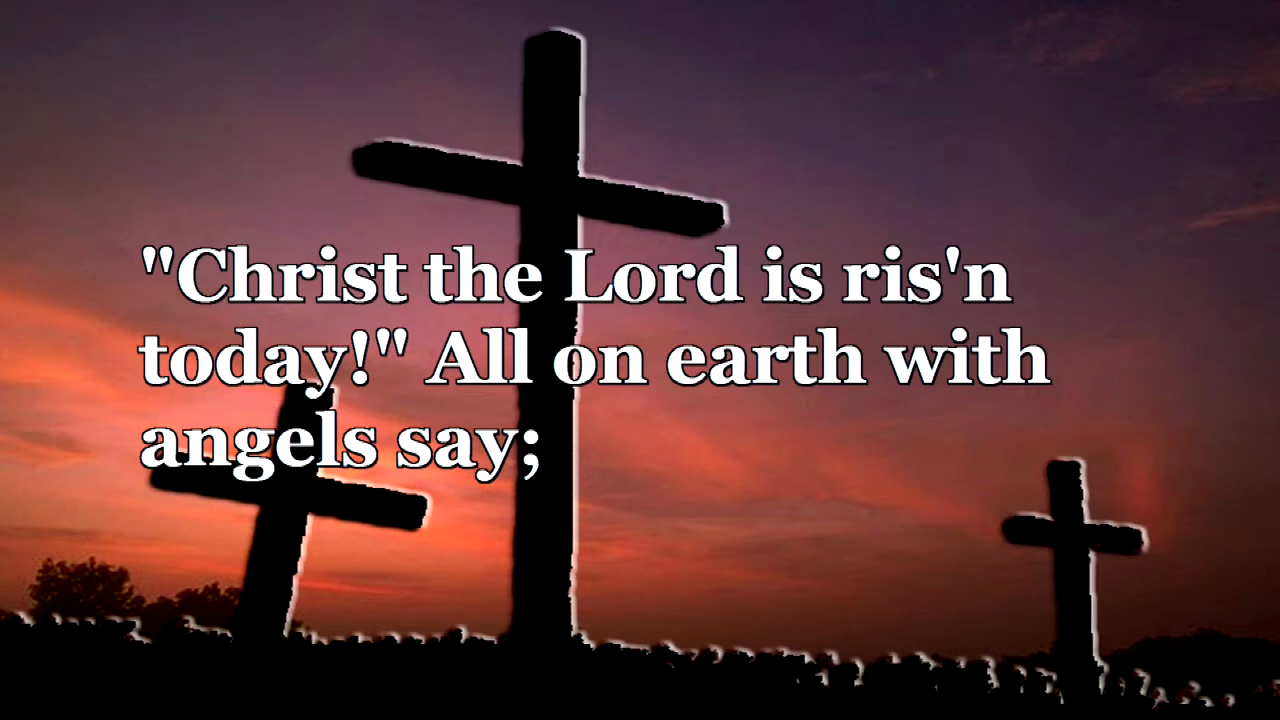 "Christ the Lord is ris'n
today!" All on earth with
angels say;